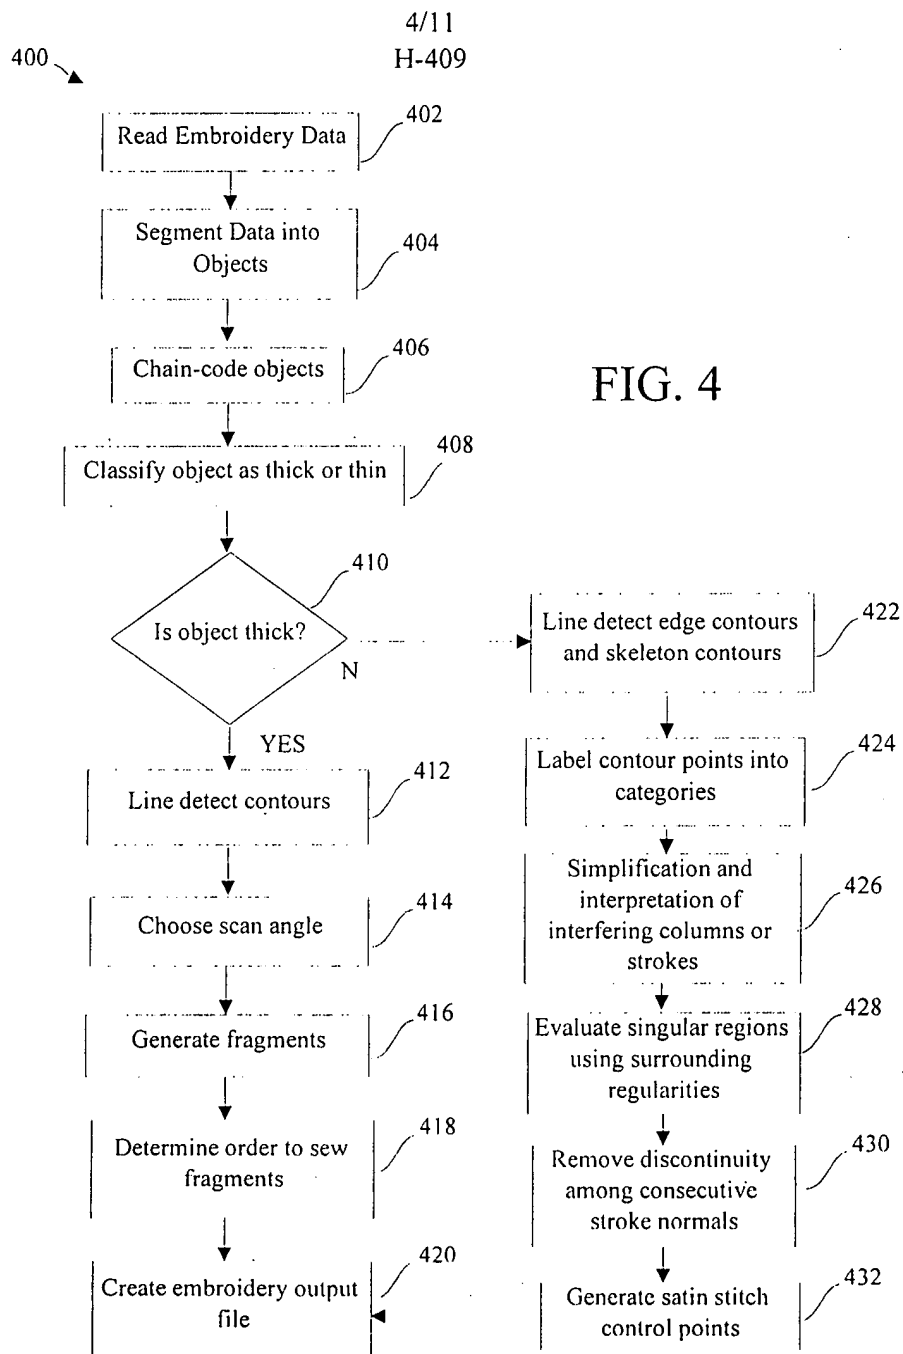 4/11
H-409
400
402
Read Embroidery Data
Segment Data into
Objects
404
Chain-code objects
406
FIG. 4
Classify object as thick or thin
408
Is object thick?
410
N
YES
Line detect contours
412
Choose scan angle
414
Generate fragments
416
Determine order to sew
fragments
418
Create embroidery output
file
420
Line detect edge contours
and skeleton contours
422
Label contour points into
categories
424
Simplification and
interpretation of
interfering columns or
strokes
426
Evaluate singular regions
using surrounding
regularities
428
Remove discontinuity
among consecutive
stroke normals
430
Generate satin stitch
control points
432